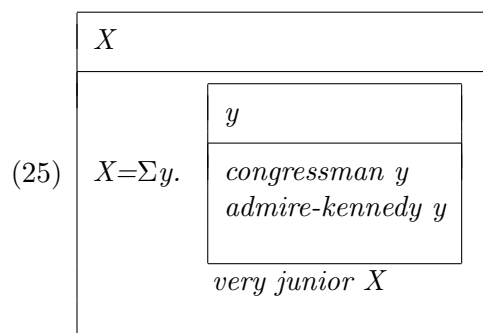 X
y
(25) X=Σy. congressman y
admire-kennedy y
very junior X